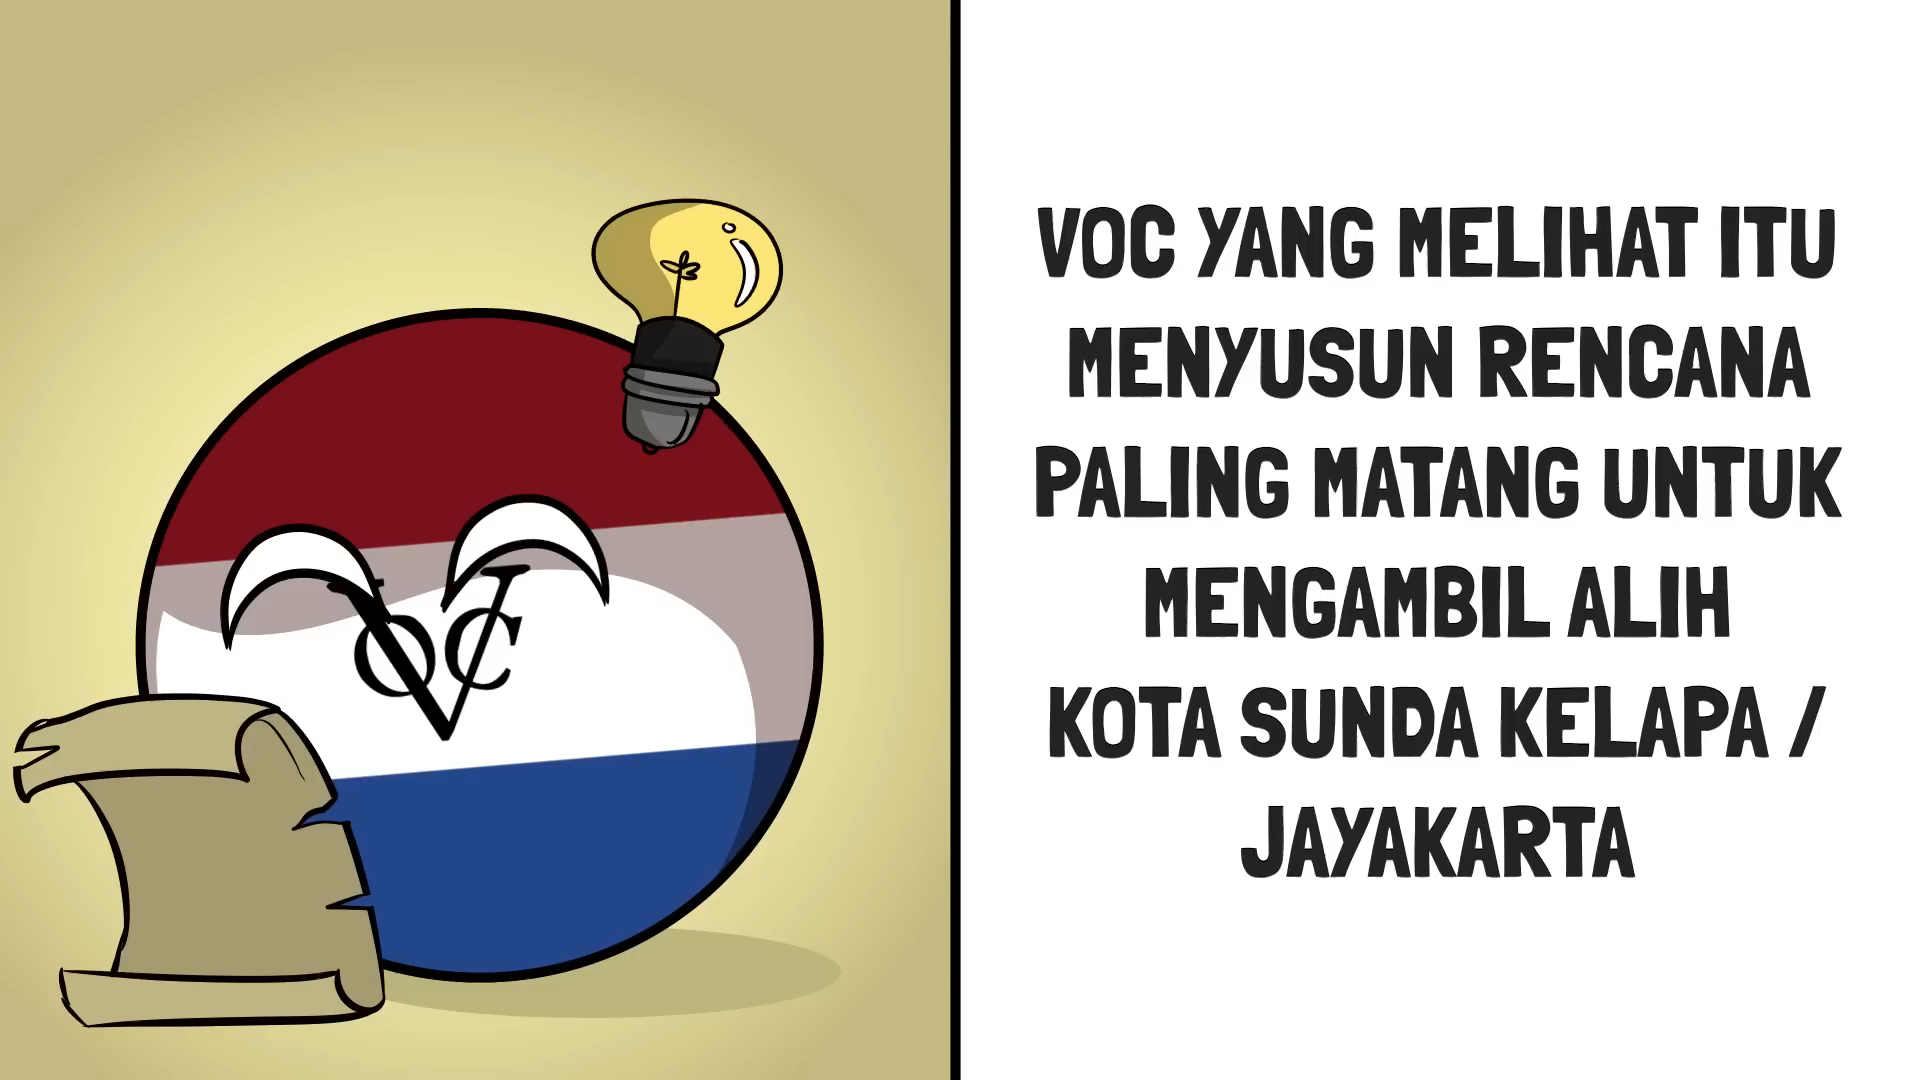 VOC
VOC YANG MELIHAT ITU
MENYUSUN RENCANA
PALING MATANG UNTUK
MENGAMBIL ALIH
KOTA SUNDA KELAPA /
JAYAKARTA